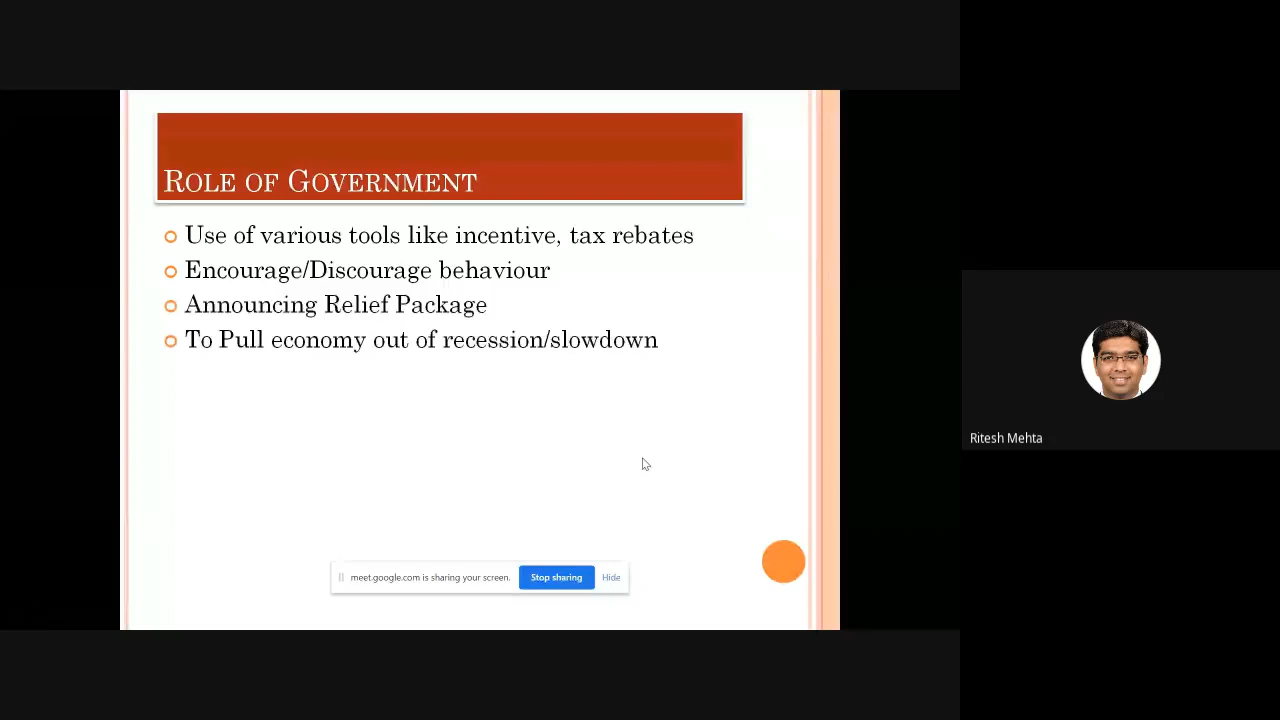 Role of Government
Use of various tools like incentive, tax rebates
Encourage/Discourage behaviour
Announcing Relief Package
To Pull economy out of recession/slowdown
meet.google.com is sharing your screen. Stop sharing Hide
Ritesh Mehta